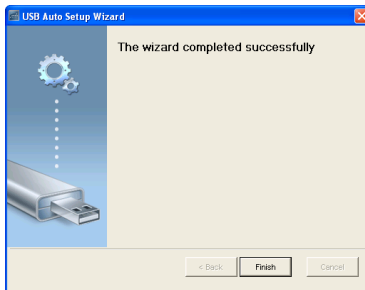 USB Auto Setup Wizard
The wizard completed successfully
< Back
Finish
Cancel